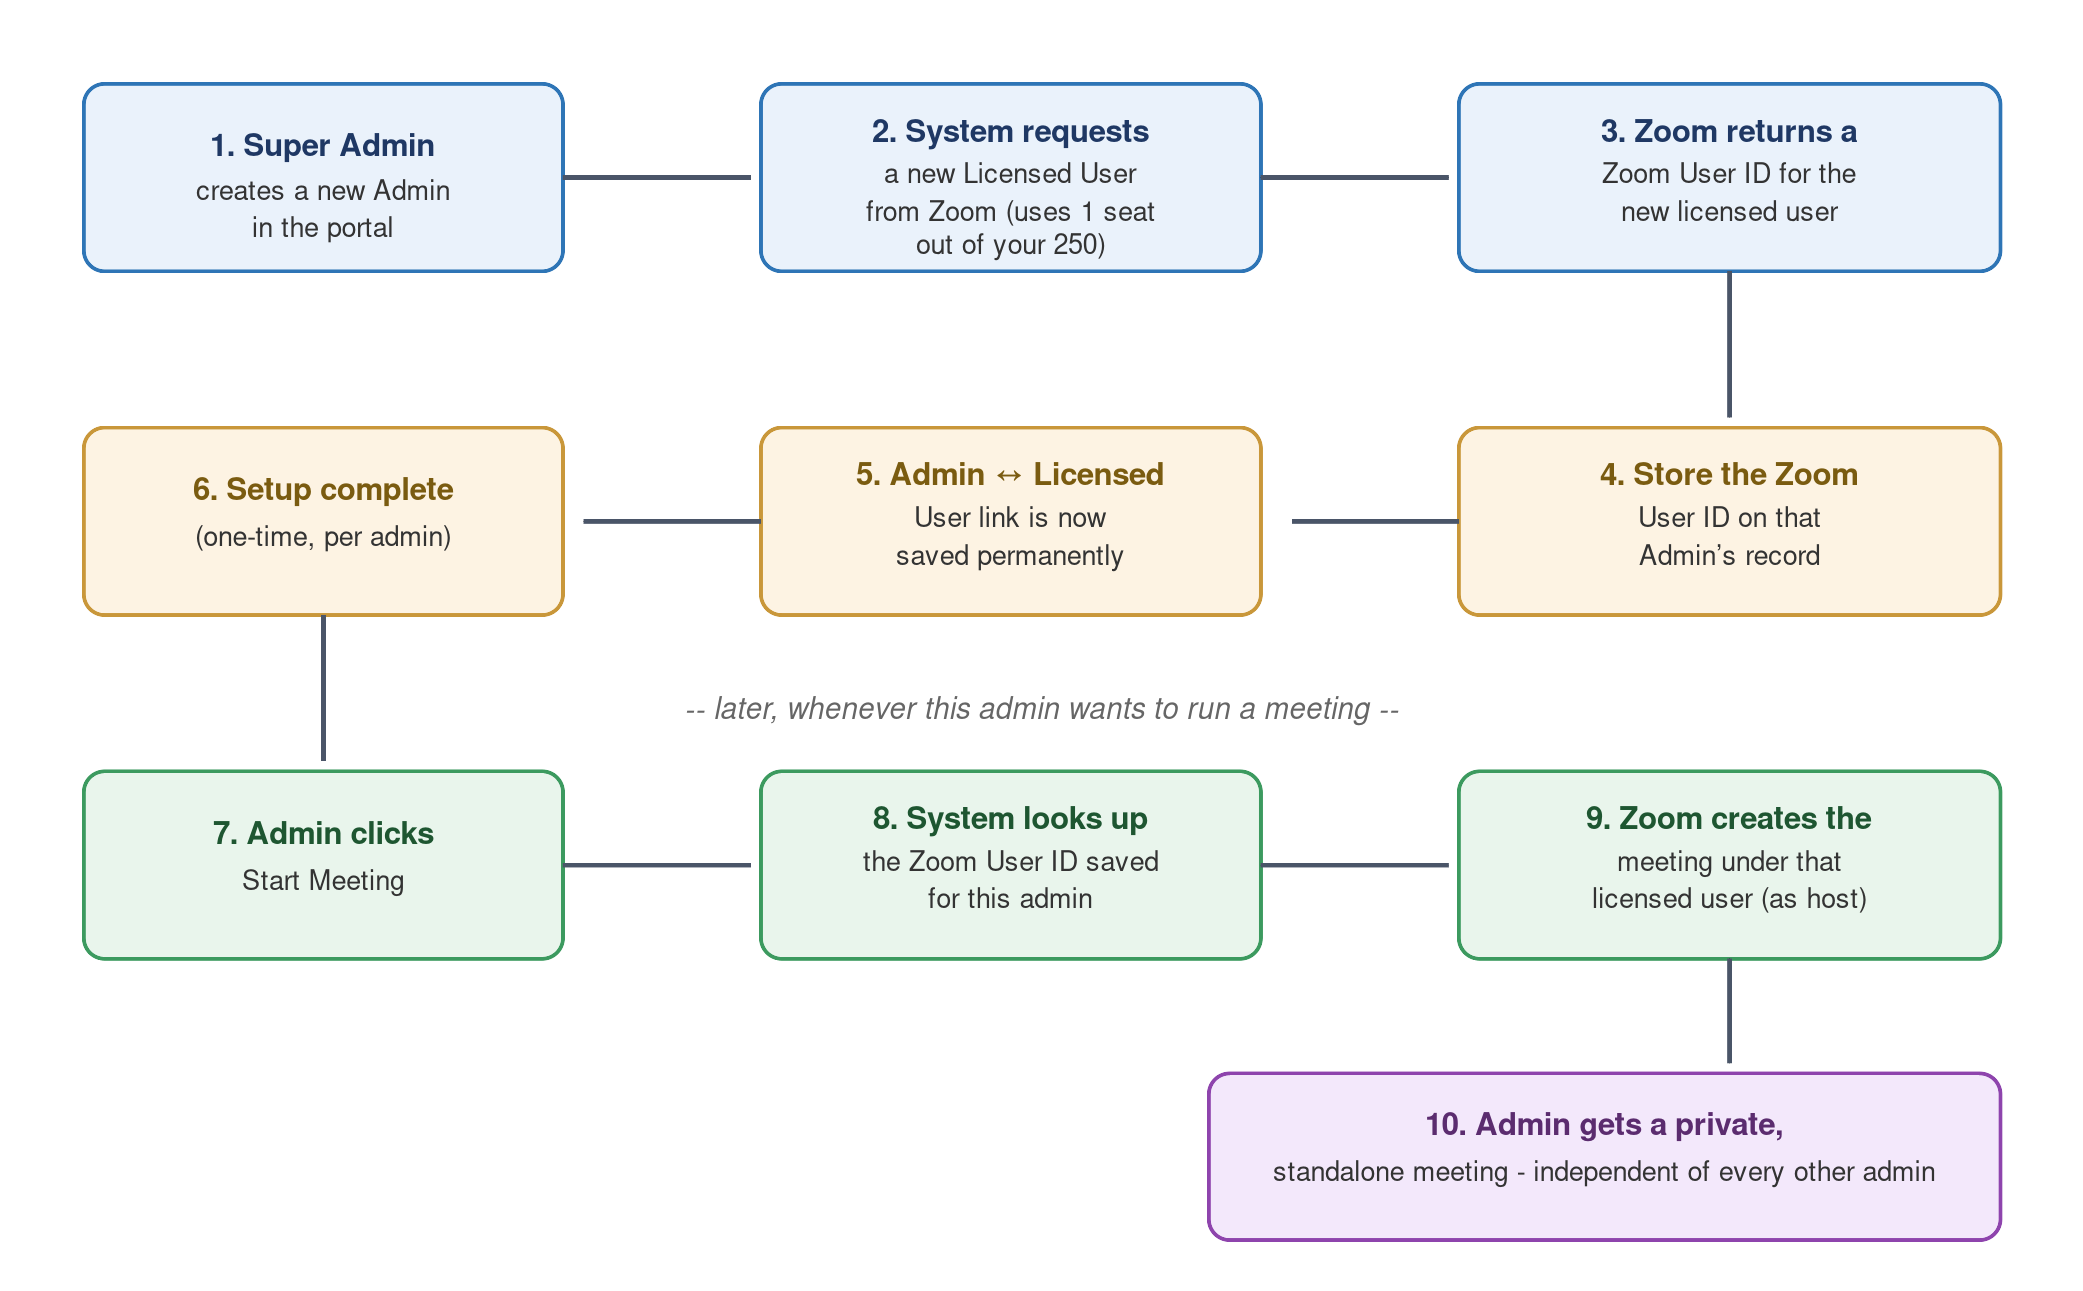 1. Super Admin
creates a new Admin
in the portal
2. System requests
a new Licensed User
from Zoom (uses 1 seat
out of your 250)
3. Zoom returns a
Zoom User ID for the
new licensed user
4. Store the Zoom
User ID on that
Admin’s record
5. Admin ↔ Licensed
User link is now
saved permanently
6. Setup complete
(one-time, per admin)
-- later, whenever this admin wants to run a meeting --
7. Admin clicks
Start Meeting
8. System looks up
the Zoom User ID saved
for this admin
9. Zoom creates the
meeting under that
licensed user (as host)
10. Admin gets a private,
standalone meeting - independent of every other admin